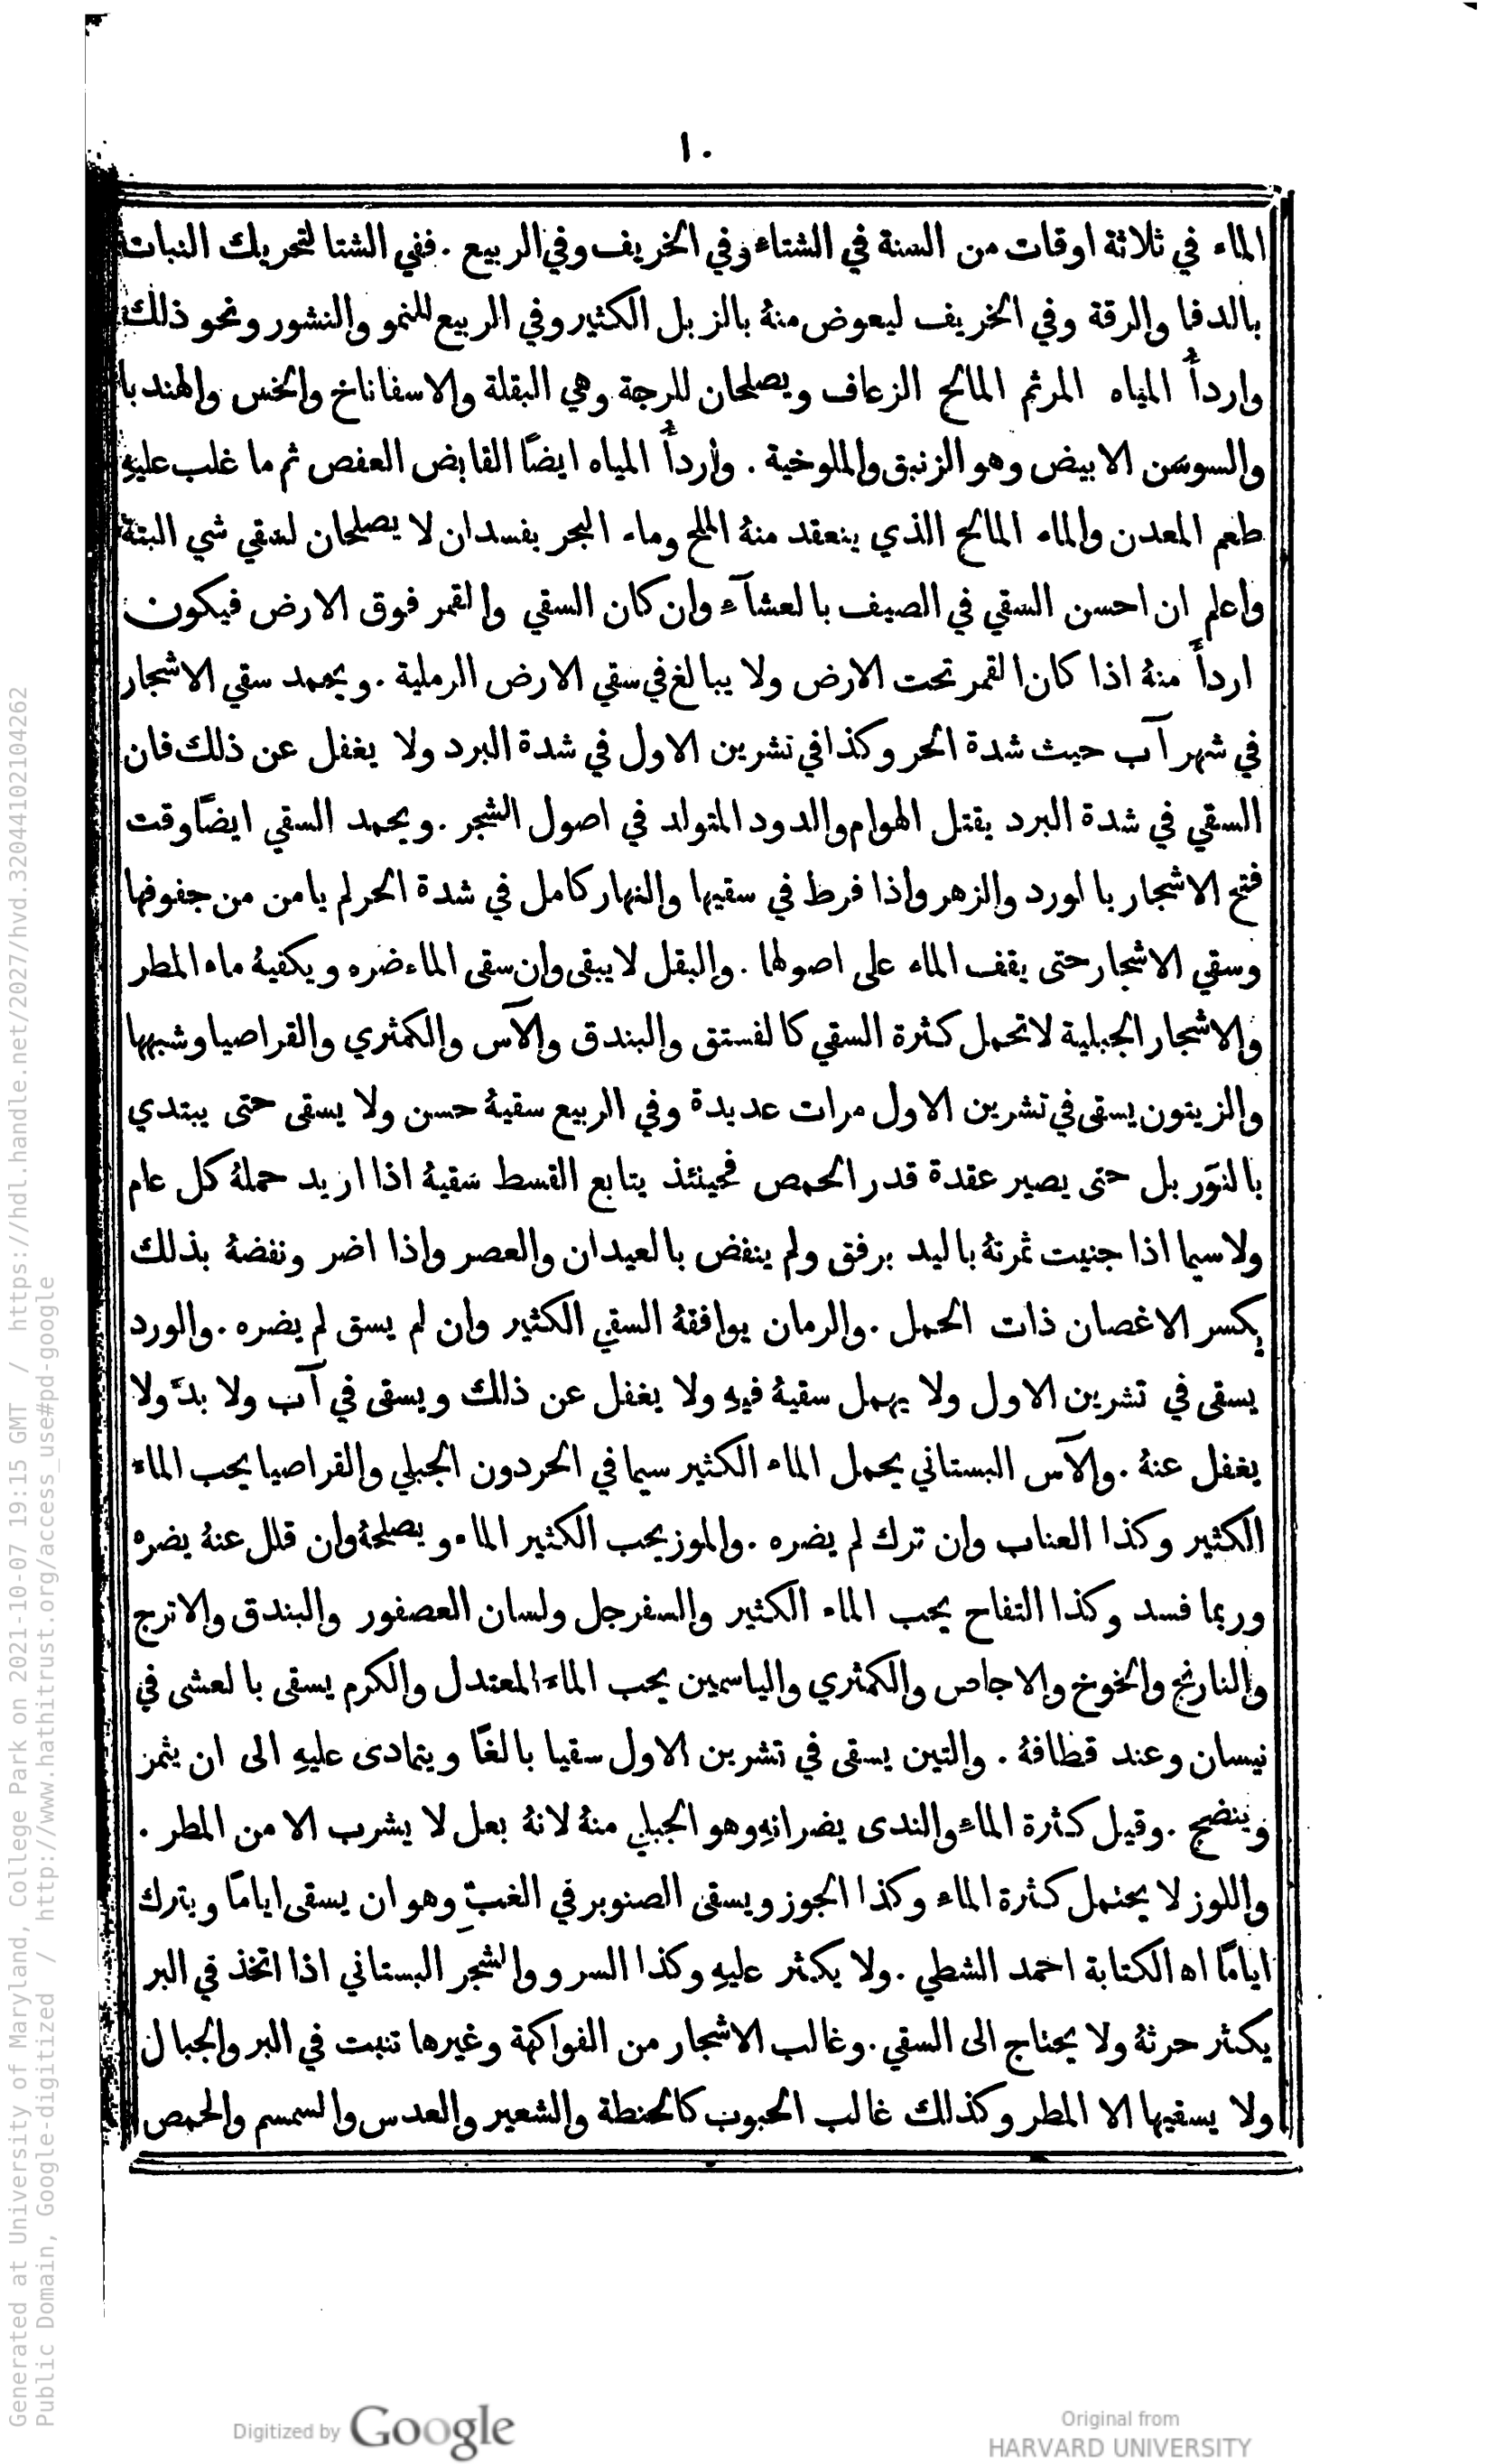 ١٠
الماء في ثلاثة اوقات من السنة في الشتاء وفي الخريف وفي الربيع . ففي الشتا لتحريك النبات
بالدفا والرقة وفي الخريف ليعوض منهُ بالزبل الكثير وفي الربيع للنمو والنشور ونحو ذلك
واردأُ المياه المرثم المالح الزعاف ويصلحان للرجة وهي البقلة والاسفاناخ والخس والهندبا
والسوسن الابيض وهو الزنبق والملوخية . واردأُ المياه ايضًا القابض العفص ثم ما غلب عليهِ
طعم المعدن والماء المالح الذي ينعقد منهُ الملح وماء البحر يفسدان لا يصلحان لسقي شي البتة
واعلم ان احسن السقي في الصيف بالعشآء وان كان السقي والقمر فوق الارض فيكون
اردأَ منهُ اذا كان القمر تحت الارض ولا يبالغ في سقي الارض الرملية . ويحمد سقي الاشجار
في شهر آب حيث شدة الحر وكذا في تشرين الاول في شدة البرد ولا يغفل عن ذلك فان
السقي في شدة البرد يقتل الهوام والدود المتولد في اصول الشجر . ويحمد السقي ايضًا وقت
فتح الاشجار بالورد والزهر واذا فرط في سقيها والنهار كامل في شدة الحر لم يامن من جفوفها
وسقي الاشجار حتى يقف الماء على اصولها . والبقل لا يبقى وان سقى الماء ضره ويكفيهُ ماء المطر
والاشجار الجبلية لا تحمل كثرة السقي كالفستق والبندق والآس والكمثري والقراصيا وشبهها
والزيتون يسقى في تشرين الاول مرات عديدة وفي الربيع سقيهُ حسن ولا يسقى حتى يبتدي
بالنوَر بل حتى يصير عقدة قدر الحمص فحينئذ يتابع القسط سَقيهُ اذا اريد حملهُ كل عام
ولا سيما اذا جنيت ثمرتهُ باليد برفق ولم ينفض بالعيدان والعصر واذا اضر ونفضهُ بذلك
يكسر الاغصان ذات الحمل . والرمان يوافقهُ السقي الكثير وان لم يسق لم يضره . والورد
يسقى في تشرين الاول ولا يهمل سقيهُ فيهِ ولا يغفل عن ذلك ويسقى في آب ولا بدَّ ولا
يغفل عنهُ . والآس البستاني يحمل الماء الكثير سيما في الحردون الجبلي والقراصيا يحب الماء
الكثير وكذا العناب وان ترك لم يضره . والموز يحب الكثير الماء ويصلحهُ وان قلل عنهُ يضره
وربما فسد وكذا التفاح يحب الماء الكثير والسفرجل ولسان العصفور والبندق والاترج
والنارنج والخوخ والاجاص والكمثري والياسمين يحب الماء المعتدل والكرم يسقى بالعشى في
نيسان وعند قطافهُ . والتين يسقى في تشرين الاول سقيا بالغًا ويتمادى عليهِ الى ان يثمر
وينضج . وقيل كثرة الماء والندى يضرانهِ وهو الجبلي منهُ لانهُ بعل لا يشرب الا من المطر .
واللوز لا يحتمل كثرة الماء وكذا الجوز ويسقى الصنوبر في الغبّ وهو ان يسقى ايامًا ويترك
ايامًا اه الكتابة احمد الشطي . ولا يكثر عليهِ وكذا السرو والشجر البستاني اذا اتخذ في البر
يكثر حرثهُ ولا يحتاج الى السقي . وغالب الاشجار من الفواكهة وغيرها تنبت في البر والجبال
ولا يسقيها الا المطر وكذلك غالب الحبوب كالحنطة والشعير والعدس والسمسم والحمص
Generated at University of Maryland, College Park on 2021-10-07 19:15 GMT / https://hdl.handle.net/2027/hvd.32044102104262
Public Domain, Google-digitized / http://www.hathitrust.org/access_use#pd-google
Digitized by Google
Original from
HARVARD UNIVERSITY